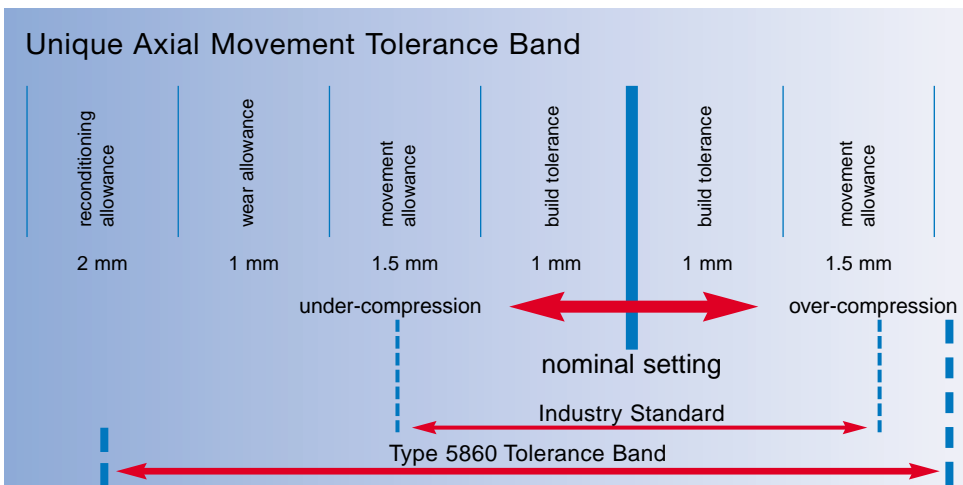 Unique Axial Movement Tolerance Band
reconditioning
allowance
wear allowance
movement
allowance
build tolerance
build tolerance
movement
allowance
2 mm
1 mm
1.5 mm
1 mm
1 mm
1.5 mm
under-compression
over-compression
nominal setting
Industry Standard
Type 5860 Tolerance Band